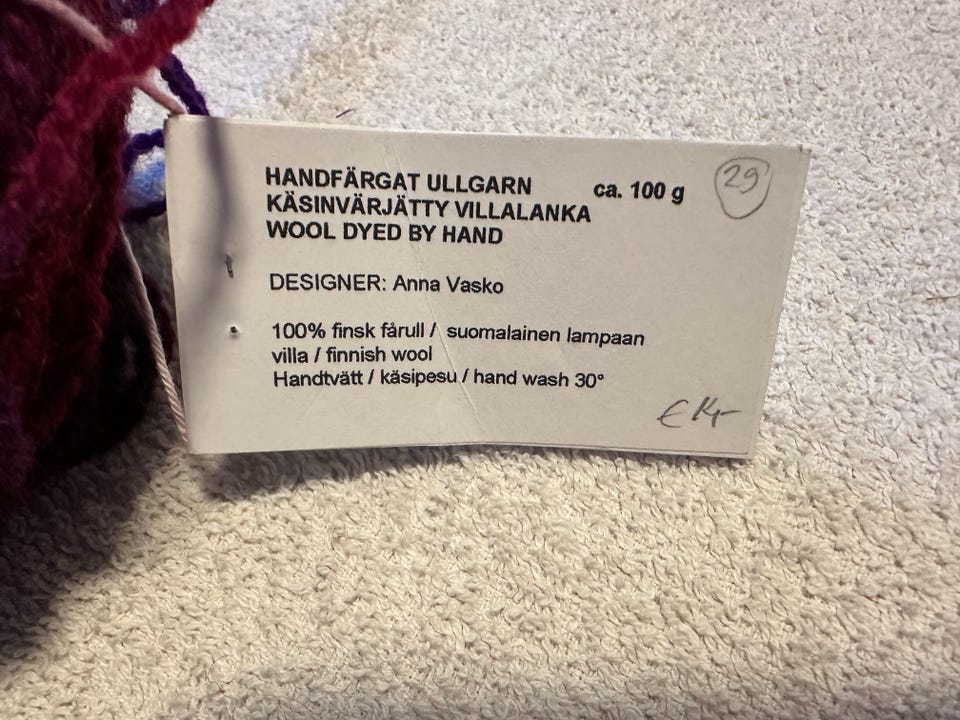 HANDFÄRGAT ULLGARN ca. 100 g 29
KÄSINVÄRJÄTTY VILLALANKA
WOOL DYED BY HAND
DESIGNER: Anna Vasko
100% finsk fårull / suomalainen lampaan
villa / finnish wool
Handtvätt / käsipesu / hand wash 30°
€ 14,-